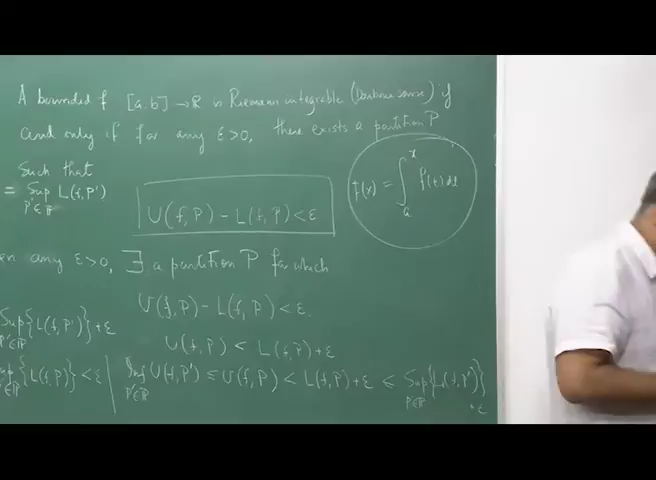 A bounded f [a.b] → R is Riemann integrable (Darboux sense) if
and only if for any ε>0, there exists a partition P
Such that
= Sup L(f, P')
P'∈ℙ
U(f, P) - L(f, P) < ε
f(x) = ∫ₐˣ f(t) dt
any ε>0, ∃ a partition P for which
U(f, P) - L(f, P) < ε.
Sup {L(f, P')} + ε
P'∈ℙ
U(f, P) < L(f, P) + ε
{L(f, P)} < ε
P'∈ℙ
Inf U(f, P') ≤ U(f, P) < L(f, P) + ε ≤ Sup {L(f, P')} + ε
P'∈ℙ P'∈ℙ